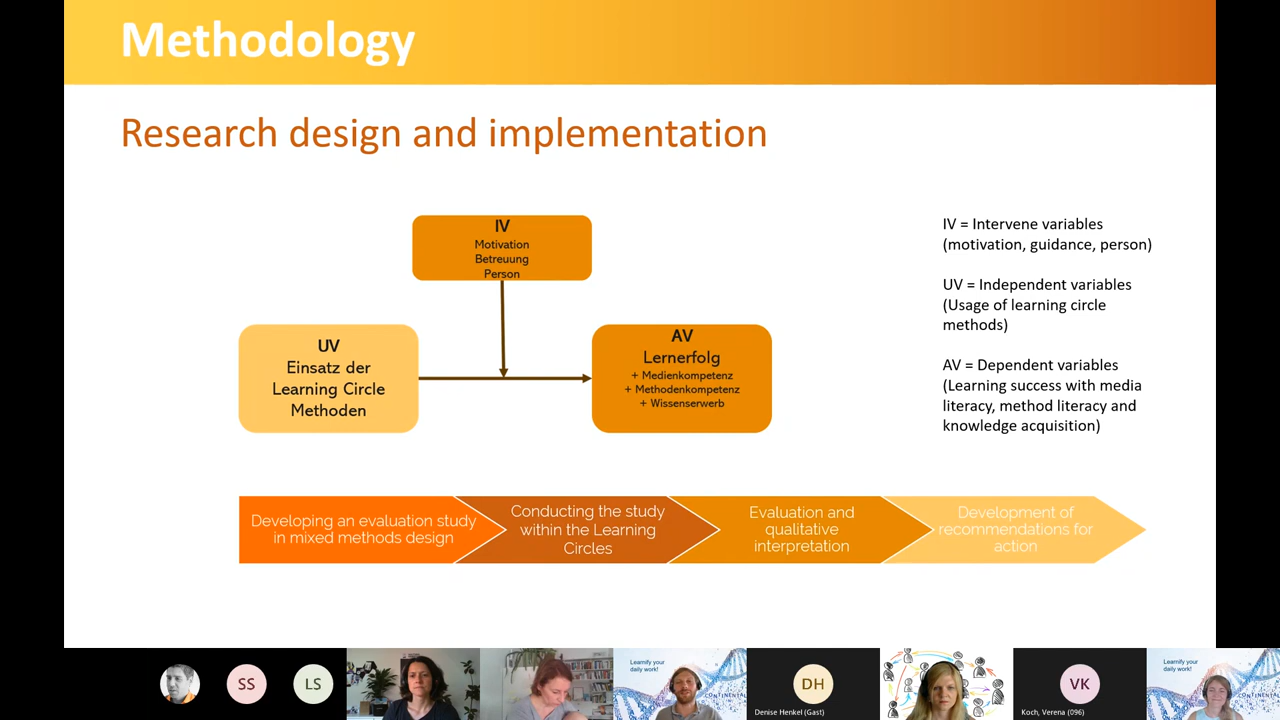 Methodology
Research design and implementation
IV
Motivation
Betreuung
Person
UV
Einsatz der
Learning Circle
Methoden
AV
Lernerfolg
+ Medienkompetenz
+ Methodenkompetenz
+ Wissenserwerb
IV = Intervene variables
(motivation, guidance, person)
UV = Independent variables
(Usage of learning circle
methods)
AV = Dependent variables
(Learning success with media
literacy, method literacy and
knowledge acquisition)
Developing an evaluation study
in mixed methods design
Conducting the study
within the Learning
Circles
Evaluation and
qualitative
interpretation
Development of
recommendations for
action
SS
LS
Learnify your
daily work!
CONTINENTAL
DH
Denise Henkel (Gast)
VK
Koch, Verena (096)
Learnify your
daily work!
CONTINENTAL